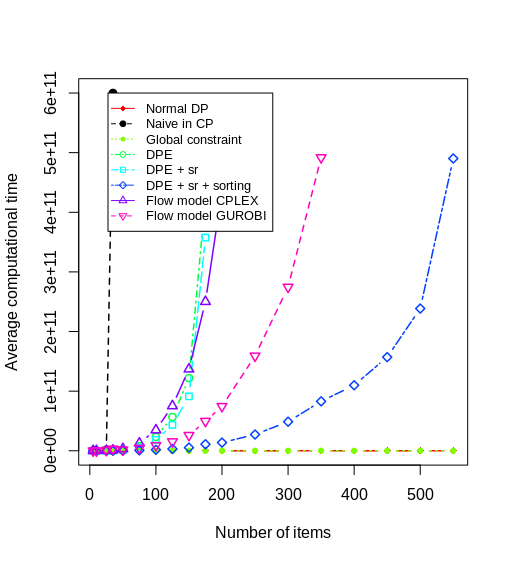 6e+11
5e+11
4e+11
3e+11
2e+11
1e+11
0e+00
Average computational time
Normal DP
Naive in CP
Global constraint
DPE
DPE + sr
DPE + sr + sorting
Flow model CPLEX
Flow model GUROBI
0 100 200 300 400 500
Number of items